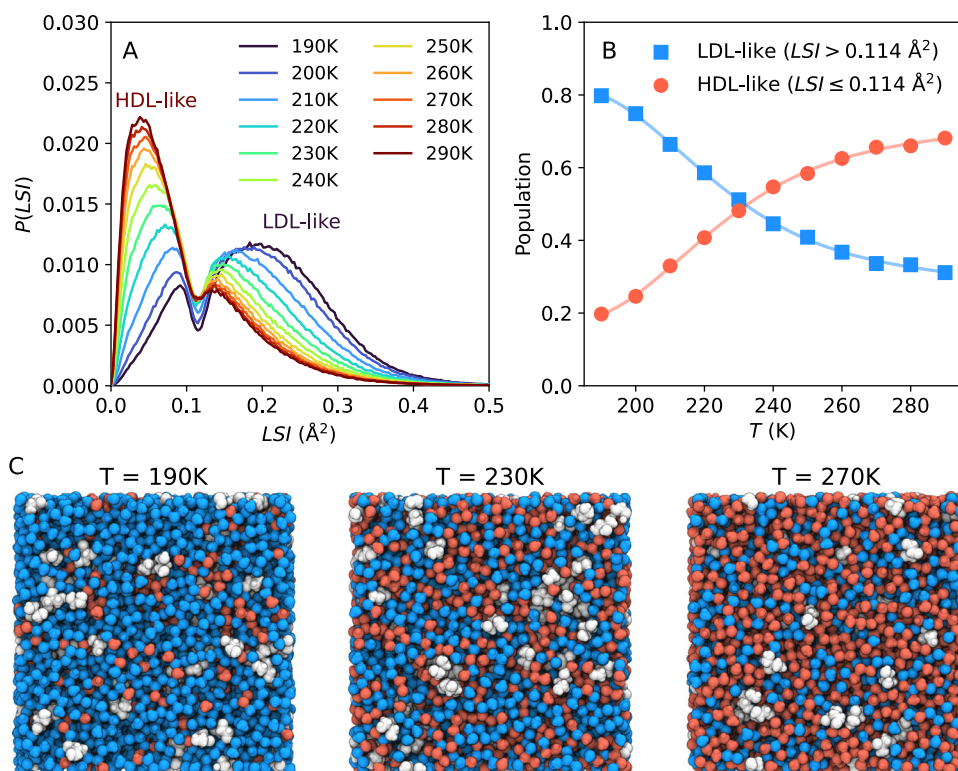 A
P(LSI)
0.030
0.025
0.020
0.015
0.010
0.005
0.000
HDL-like
LDL-like
190K
200K
210K
220K
230K
240K
250K
260K
270K
280K
290K
0.0 0.1 0.2 0.3 0.4 0.5
LSI (Å²)
B
LDL-like (LSI > 0.114 Å²)
HDL-like (LSI ≤ 0.114 Å²)
Population
1.0
0.8
0.6
0.4
0.2
0.0
200 220 240 260 280
T (K)
C
T = 190K
T = 230K
T = 270K